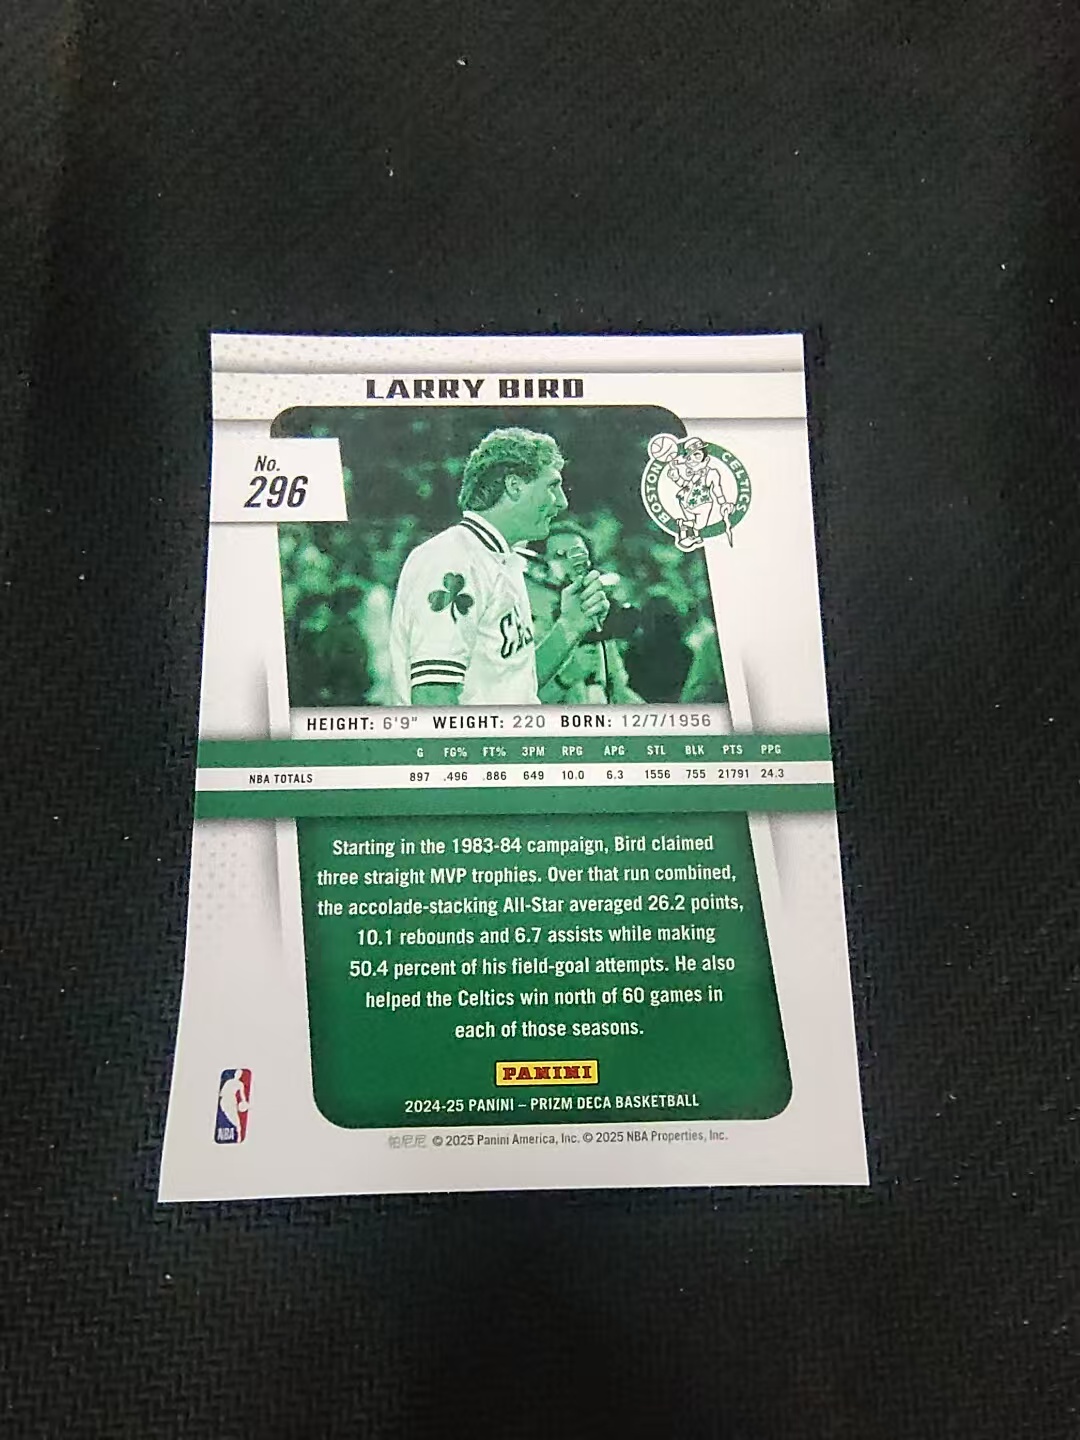 LARRY BIRD
No.
296
BOSTON CELTICS
CE
HEIGHT: 6'9" WEIGHT: 220 BORN: 12/7/1956
G FG% FT% 3PM RPG APG STL BLK PTS PPG
NBA TOTALS 897 .496 .886 649 10.0 6.3 1556 755 21791 24.3
Starting in the 1983-84 campaign, Bird claimed
three straight MVP trophies. Over that run combined,
the accolade-stacking All-Star averaged 26.2 points,
10.1 rebounds and 6.7 assists while making
50.4 percent of his field-goal attempts. He also
helped the Celtics win north of 60 games in
each of those seasons.
PANINI
2024-25 PANINI – PRIZM DECA BASKETBALL
NBA
帕尼尼 © 2025 Panini America, Inc. © 2025 NBA Properties, Inc.